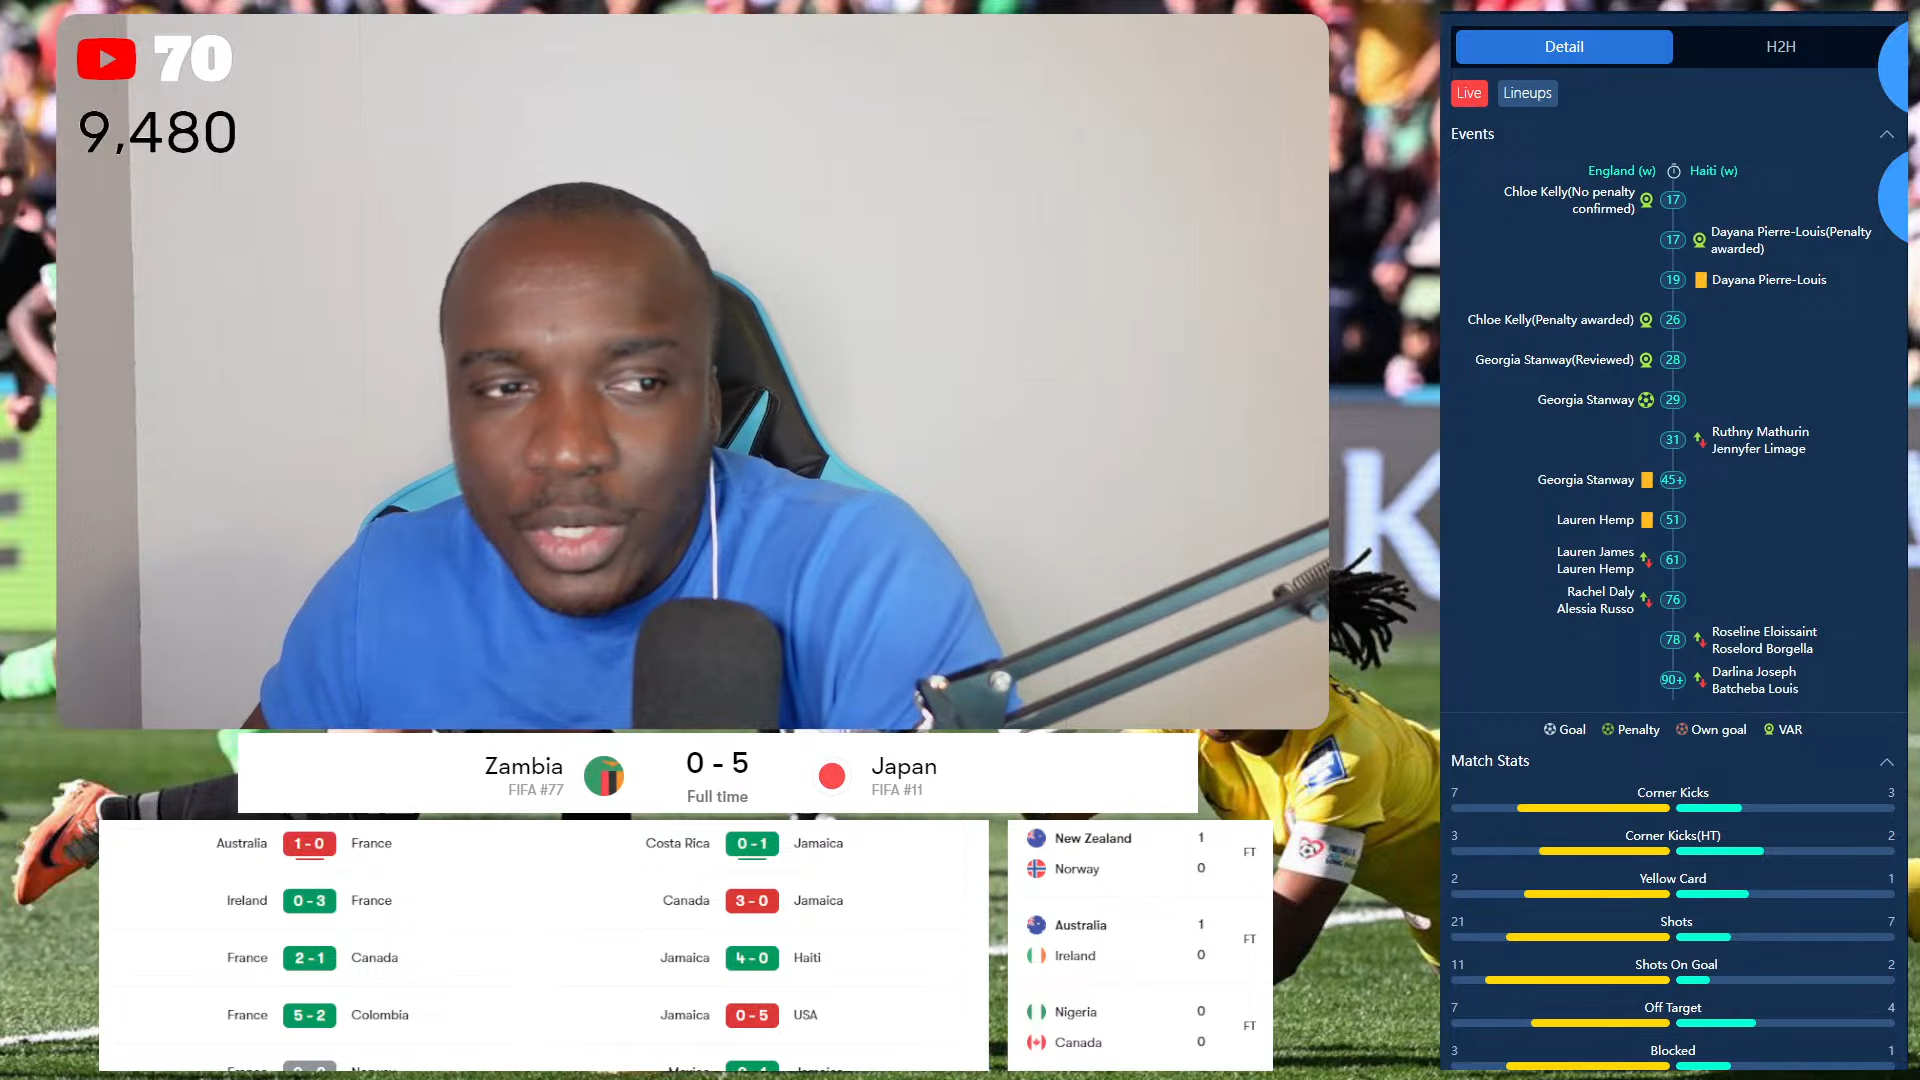 70
9,480
Detail
H2H
Live
Lineups
Events
England (w)
Haiti (w)
Chloe Kelly(No penalty
confirmed)
17
17
Dayana Pierre-Louis(Penalty
awarded)
19
Dayana Pierre-Louis
Chloe Kelly(Penalty awarded)
26
Georgia Stanway(Reviewed)
28
Georgia Stanway
29
31
Ruthny Mathurin
Jennyfer Limage
Georgia Stanway
45+
Lauren Hemp
51
Lauren James
Lauren Hemp
61
Rachel Daly
Alessia Russo
76
78
Roseline Eloissaint
Roselord Borgella
90+
Darlina Joseph
Batcheba Louis
Goal
Penalty
Own goal
VAR
Match Stats
7 Corner Kicks 3
3 Corner Kicks(HT) 2
2 Yellow Card 1
21 Shots 7
11 Shots On Goal 2
7 Off Target 4
3 Blocked 1
Zambia 0 - 5 Japan
FIFA #77 Full time FIFA #11
Australia 1 - 0 France
Ireland 0 - 3 France
France 2 - 1 Canada
France 5 - 2 Colombia
Costa Rica 0 - 1 Jamaica
Canada 3 - 0 Jamaica
Jamaica 4 - 0 Haiti
Jamaica 0 - 5 USA
New Zealand 1
FT
Norway 0
Australia 1
FT
Ireland 0
Nigeria 0
FT
Canada 0